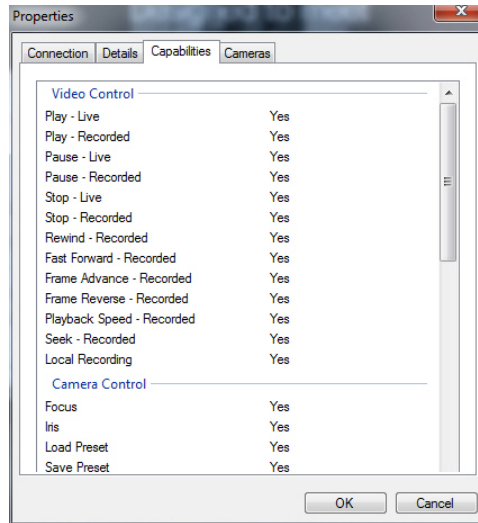 Properties
Connection Details Capabilities Cameras
Video Control
Play - Live Yes
Play - Recorded Yes
Pause - Live Yes
Pause - Recorded Yes
Stop - Live Yes
Stop - Recorded Yes
Rewind - Recorded Yes
Fast Forward - Recorded Yes
Frame Advance - Recorded Yes
Frame Reverse - Recorded Yes
Playback Speed - Recorded Yes
Seek - Recorded Yes
Local Recording Yes
Camera Control
Focus Yes
Iris Yes
Load Preset Yes
Save Preset Yes
OK Cancel